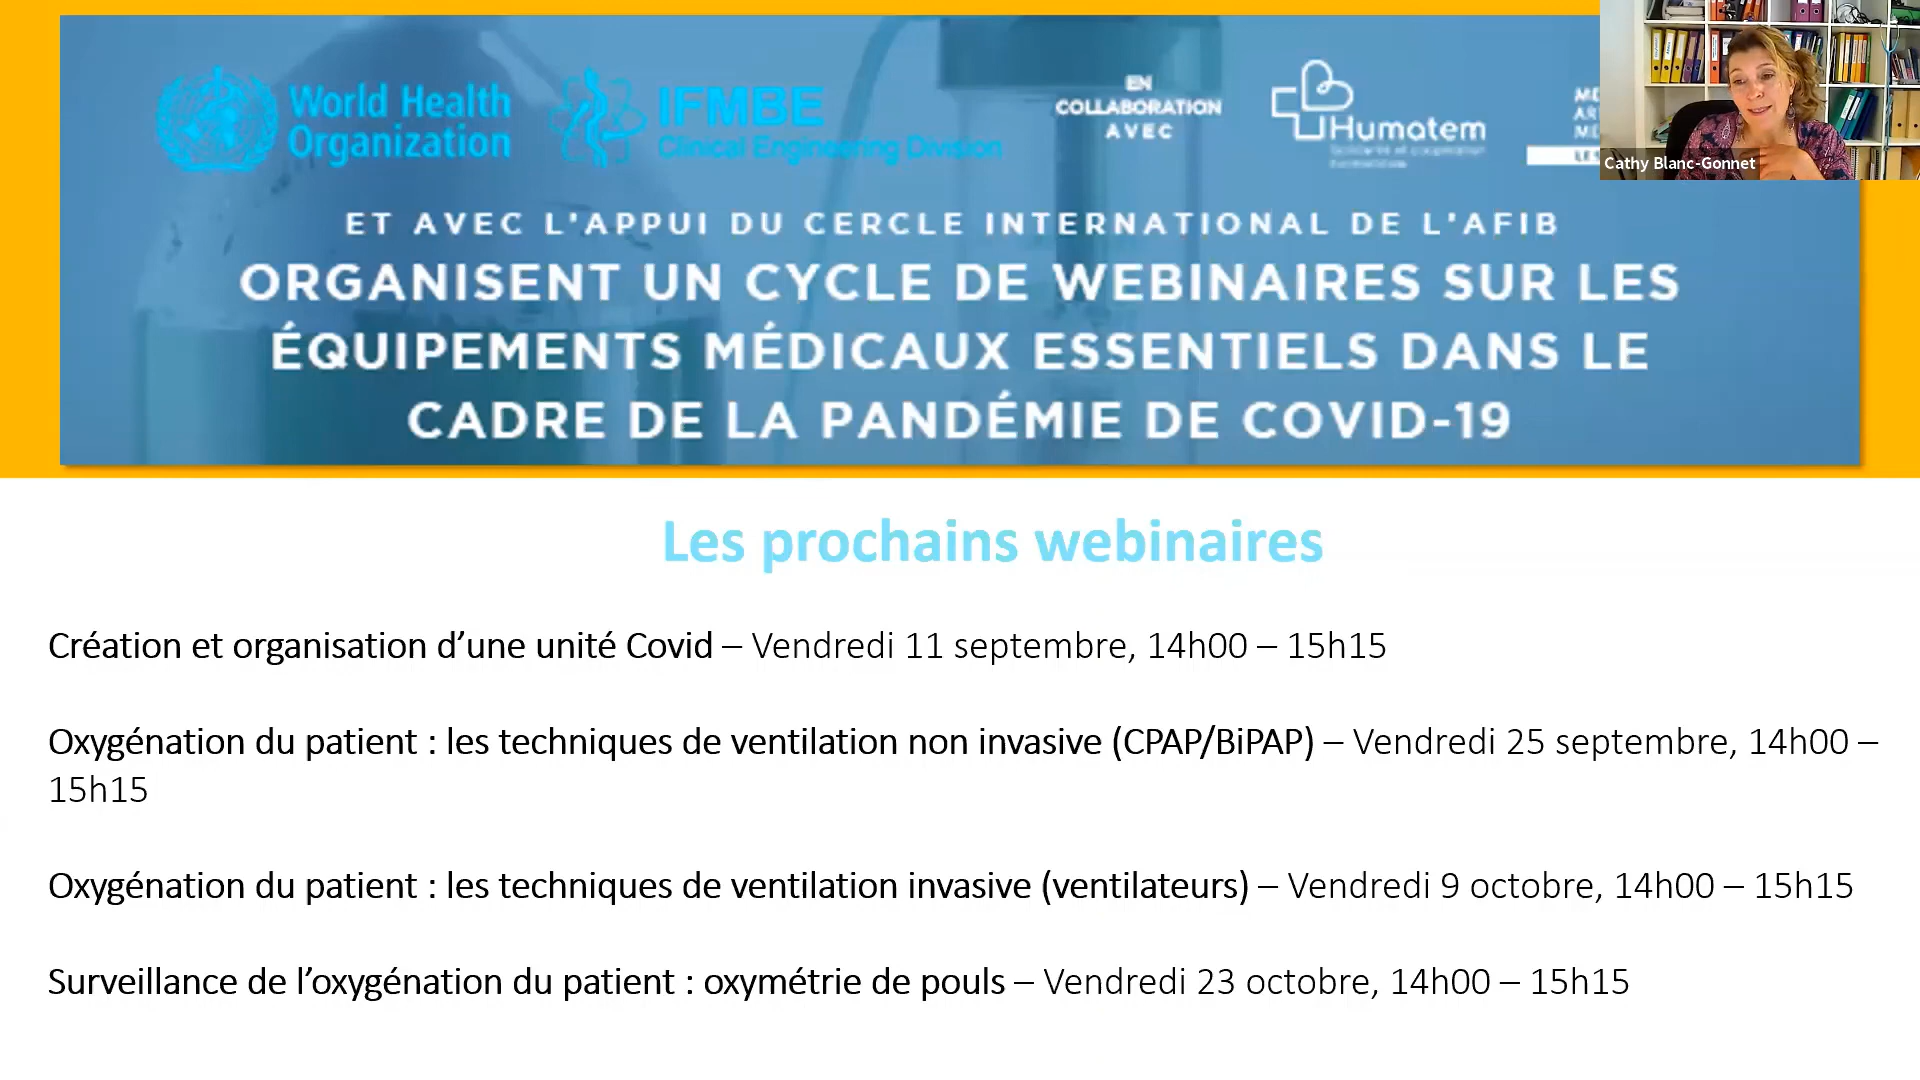 World Health
Organization
IFMBE
Clinical Engineering Division
EN
COLLABORATION
AVEC
Humatem
Cathy Blanc-Gonnet
ET AVEC L'APPUI DU CERCLE INTERNATIONAL DE L'AFIB
ORGANISENT UN CYCLE DE WEBINAIRES SUR LES
ÉQUIPEMENTS MÉDICAUX ESSENTIELS DANS LE
CADRE DE LA PANDÉMIE DE COVID-19
Les prochains webinaires
Création et organisation d’une unité Covid – Vendredi 11 septembre, 14h00 – 15h15
Oxygénation du patient : les techniques de ventilation non invasive (CPAP/BiPAP) – Vendredi 25 septembre, 14h00 –
15h15
Oxygénation du patient : les techniques de ventilation invasive (ventilateurs) – Vendredi 9 octobre, 14h00 – 15h15
Surveillance de l’oxygénation du patient : oxymétrie de pouls – Vendredi 23 octobre, 14h00 – 15h15